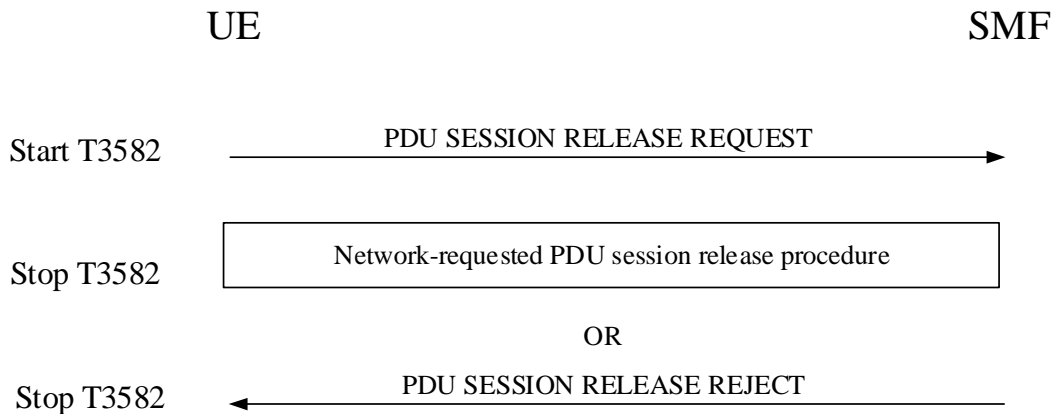 UE SMF
Start T3582 PDU SESSION RELEASE REQUEST
Stop T3582 Network-requested PDU session release procedure
OR
Stop T3582 PDU SESSION RELEASE REJECT